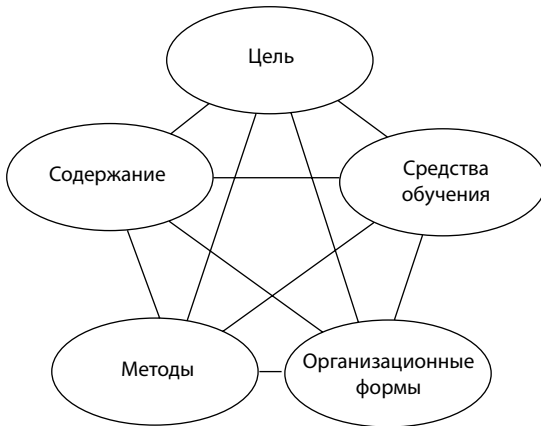 Цель
Содержание
Средства
обучения
Методы
Организационные
формы